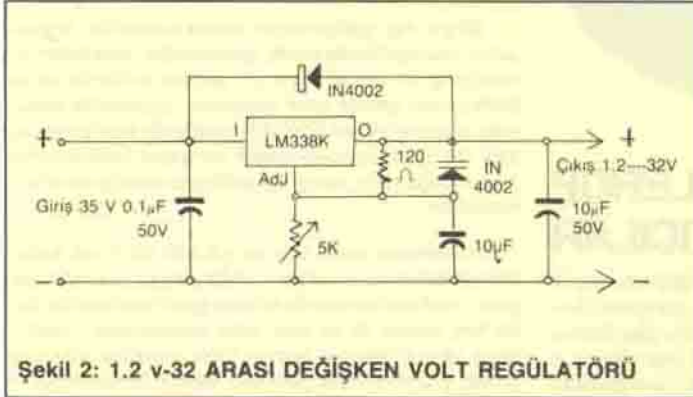 IN4002
+ I LM338K O +
AdJ
120 Ω
IN
4002
Çıkış 1.2----32V
Giriş 35 V 0.1µF
50V
5K
10µF
10µF
50V
− −
Şekil 2: 1.2 v-32 ARASI DEĞİŞKEN VOLT REGÜLATÖRÜ